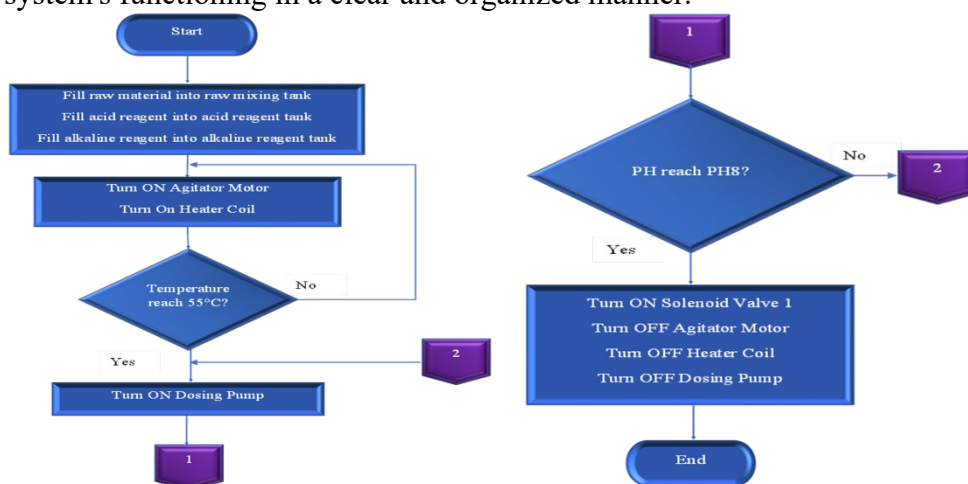 system's functioning in a clear and organized manner.
Start
Fill raw material into raw mixing tank
Fill acid reagent into acid reagent tank
Fill alkaline reagent into alkaline reagent tank
Turn ON Agitator Motor
Turn On Heater Coil
Temperature
reach 55°C?
No
Yes
2
Turn ON Dosing Pump
1
1
PH reach PH8?
No
2
Yes
Turn ON Solenoid Valve 1
Turn OFF Agitator Motor
Turn OFF Heater Coil
Turn OFF Dosing Pump
End